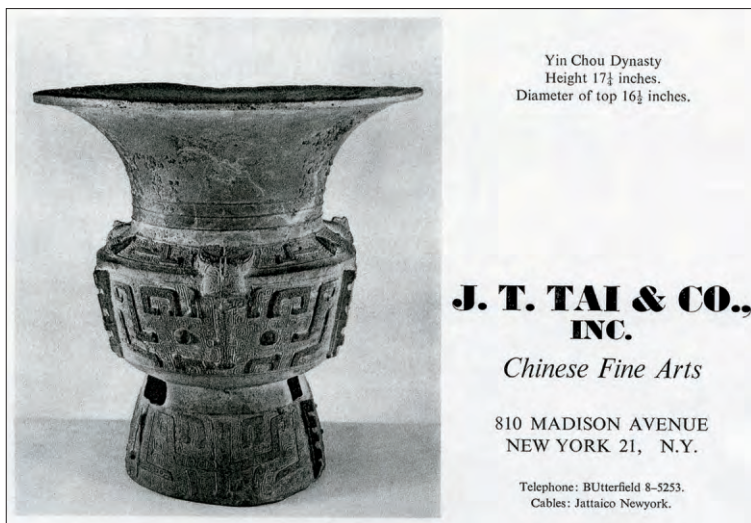 Yin Chou Dynasty
Height 17¼ inches.
Diameter of top 16½ inches.
J. T. TAI & CO.,
INC.
Chinese Fine Arts
810 MADISON AVENUE
NEW YORK 21, N.Y.
Telephone: BUtterfield 8–5253.
Cables: Jattaico Newyork.